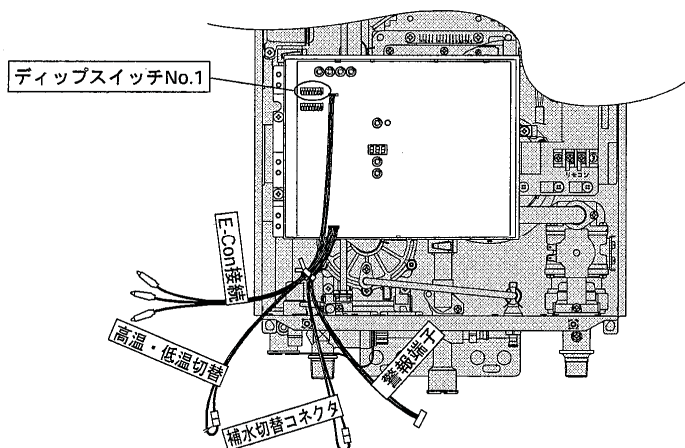 ディップスイッチNo.1
リモコン
E-Con接続
高温・低温切替
補水切替コネクタ
警報端子